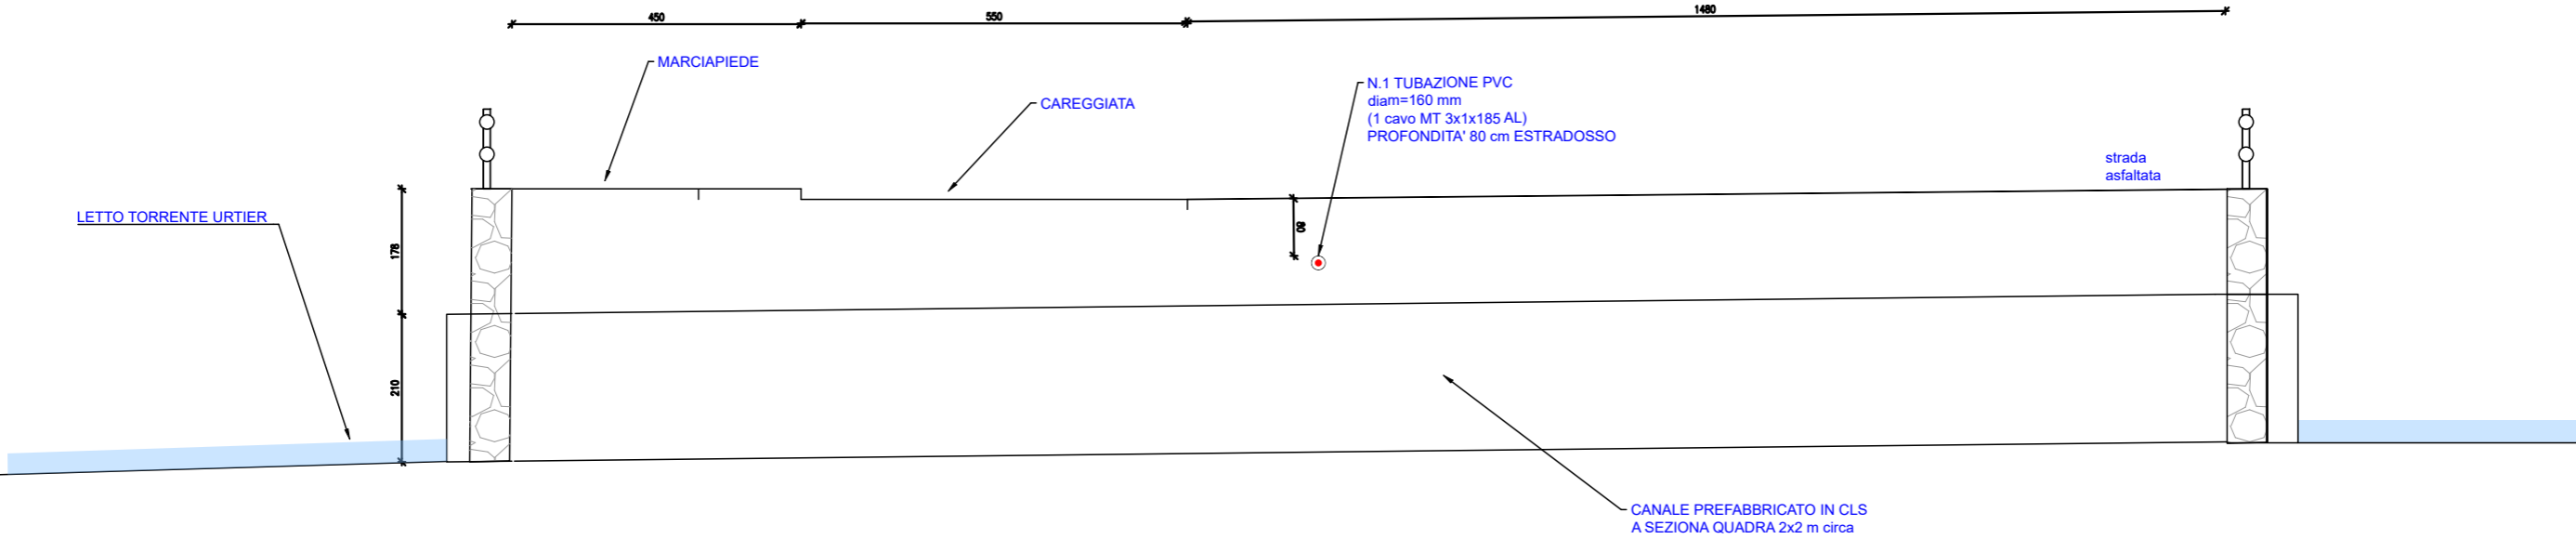 450
550
1480
MARCIAPIEDE
CAREGGIATA
N.1 TUBAZIONE PVC
diam=160 mm
(1 cavo MT 3x1x185 AL)
PROFONDITA' 80 cm ESTRADOSSO
strada
asfaltata
LETTO TORRENTE URTIER
178
80
210
CANALE PREFABBRICATO IN CLS
A SEZIONA QUADRA 2x2 m circa